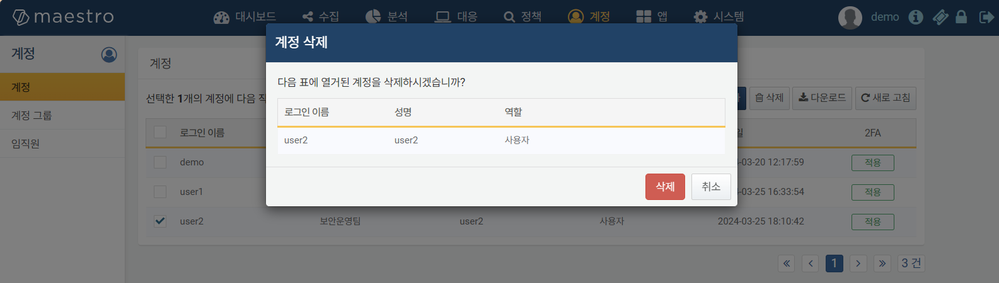 maestro 대시보드 수집 분석 대응 정책 계정 앱 시스템 demo
계정 삭제
계정
계정
계정 그룹
임직원
계정
다음 표에 열거된 계정을 삭제하시겠습니까?
선택한 1개의 계정에 다음 삭제 다운로드 새로 고침
로그인 이름 성명 역할
user2 user2 사용자
삭제 취소
로그인 이름 2FA
demo -03-20 12:17:59 적용
user1 -03-25 16:33:54 적용
user2 보안운영팀 user2 사용자 2024-03-25 18:10:42 적용
« ‹ 1 › » 3 건